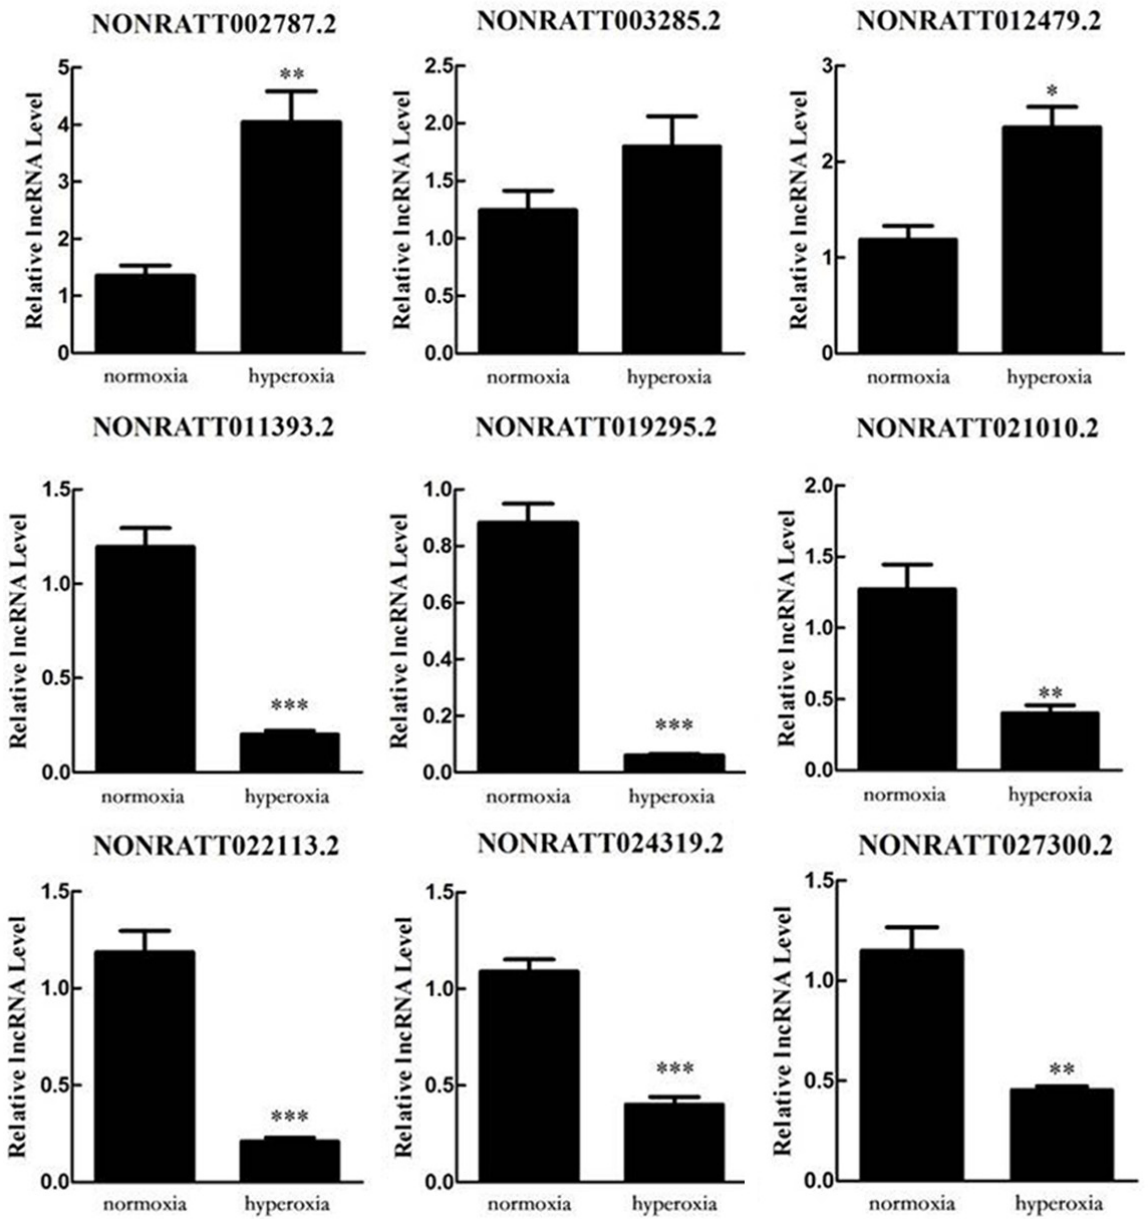 NONRATT002787.2
Relative lncRNA Level
5
4
3
2
1
0
**
normoxia hyperoxia
NONRATT003285.2
Relative lncRNA Level
2.5
2.0
1.5
1.0
0.5
0.0
normoxia hyperoxia
NONRATT012479.2
Relative lncRNA Level
3
2
1
0
*
normoxia hyperoxia
NONRATT011393.2
Relative lncRNA Level
1.5
1.0
0.5
0.0
***
normoxia hyperoxia
NONRATT019295.2
Relative lncRNA Level
1.0
0.8
0.6
0.4
0.2
0.0
***
normoxia hyperoxia
NONRATT021010.2
Relative lncRNA Level
2.0
1.5
1.0
0.5
0.0
**
normoxia hyperoxia
NONRATT022113.2
Relative lncRNA Level
1.5
1.0
0.5
0.0
***
normoxia hyperoxia
NONRATT024319.2
Relative lncRNA Level
1.5
1.0
0.5
0.0
***
normoxia hyperoxia
NONRATT027300.2
Relative lncRNA Level
1.5
1.0
0.5
0.0
**
normoxia hyperoxia